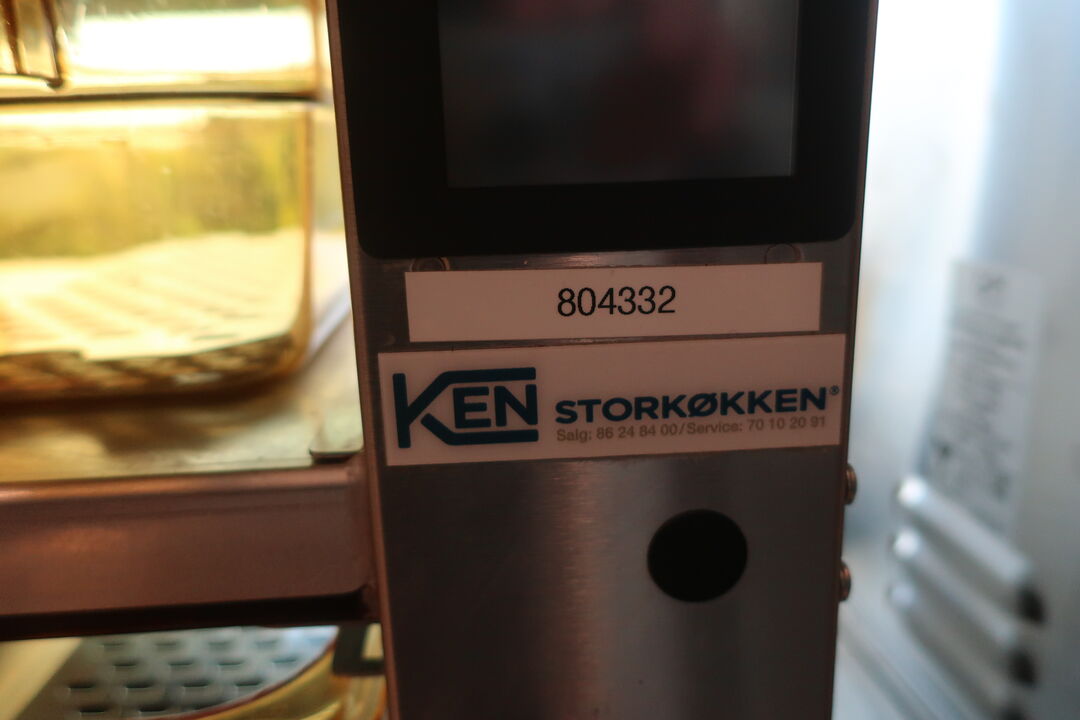 804332
KEN STORKØKKEN®
Salg: 86 24 84 00/Service: 70 10 20 91